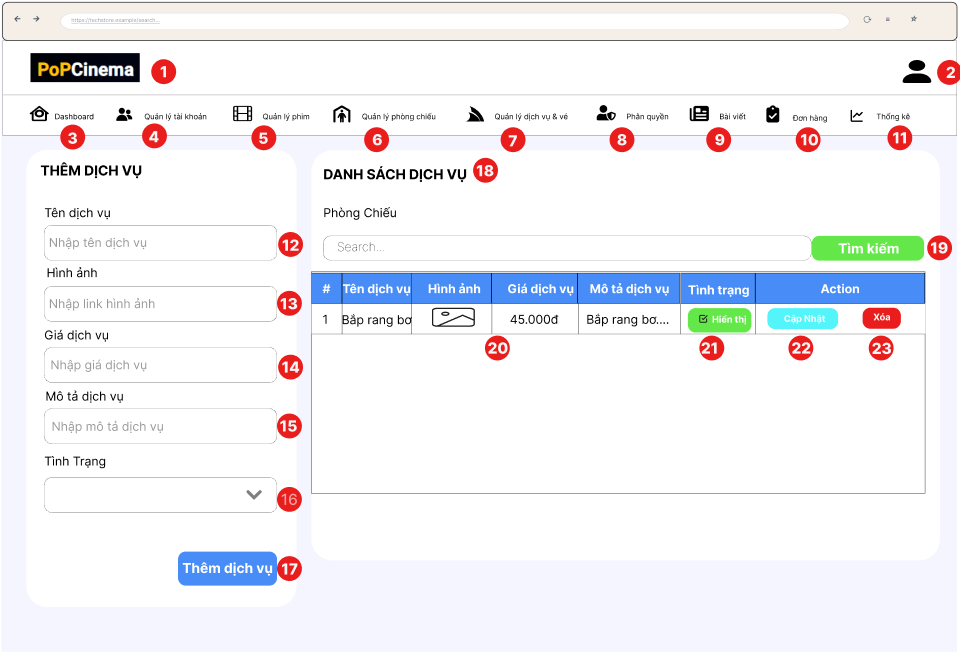 https://techstore.example/search...
PoPCinema 1
2
Dashboard Quản lý tài khoản Quản lý phim Quản lý phòng chiếu Quản lý dịch vụ & vé Phân quyền Bài viết Đơn hàng Thống kê
3 4 5 6 7 8 9 10 11
THÊM DỊCH VỤ
Tên dịch vụ
Nhập tên dịch vụ 12
Hình ảnh
Nhập link hình ảnh 13
Giá dịch vụ
Nhập giá dịch vụ 14
Mô tả dịch vụ
Nhập mô tả dịch vụ 15
Tình Trạng
16
Thêm dịch vụ 17
DANH SÁCH DỊCH VỤ 18
Phòng Chiếu
Search... Tìm kiếm 19
# Tên dịch vụ Hình ảnh Giá dịch vụ Mô tả dịch vụ Tình trạng Action
1 Bắp rang bơ 45.000đ Bắp rang bơ.... Hiển thị Cập Nhật Xóa
20 21 22 23